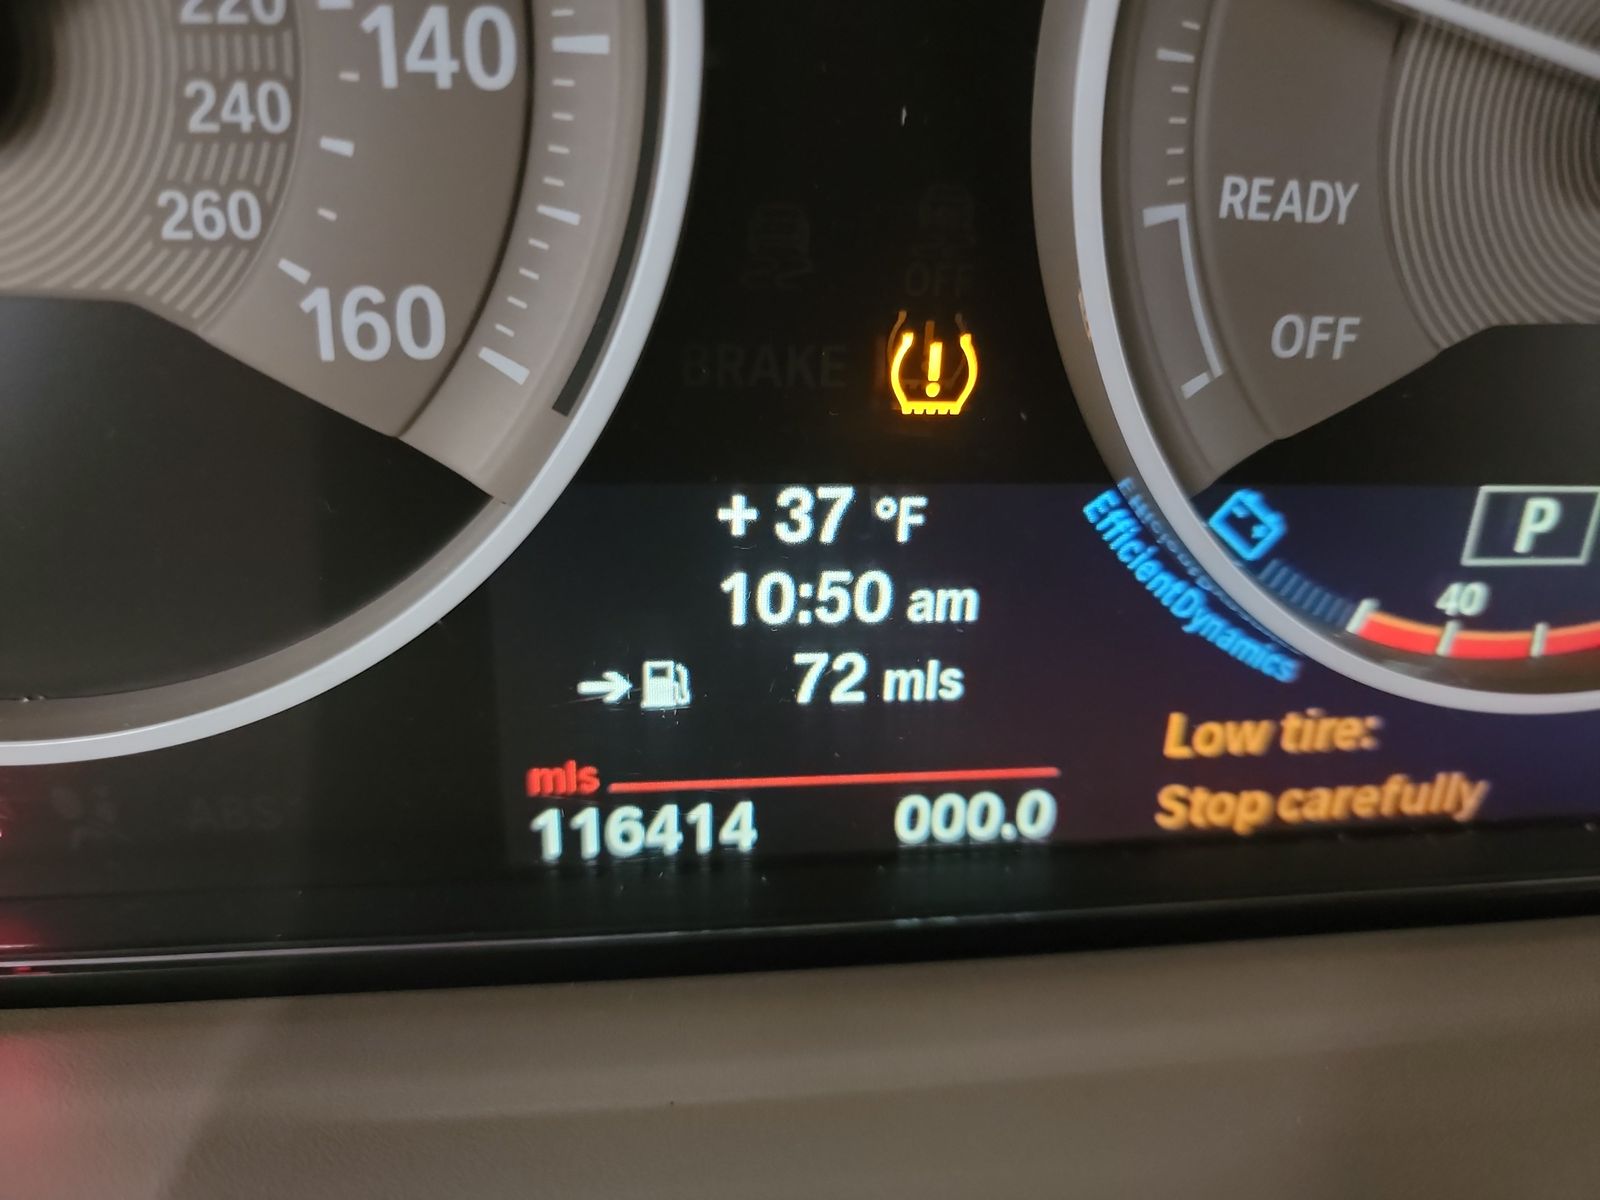 220
140
240
260
160
READY
OFF
OFF
BRAKE
+ 37 °F
10:50 am
72 mls
EfficientDynamics
P
40
Low tire:
Stop carefully
mls
116414 000.0
ABS